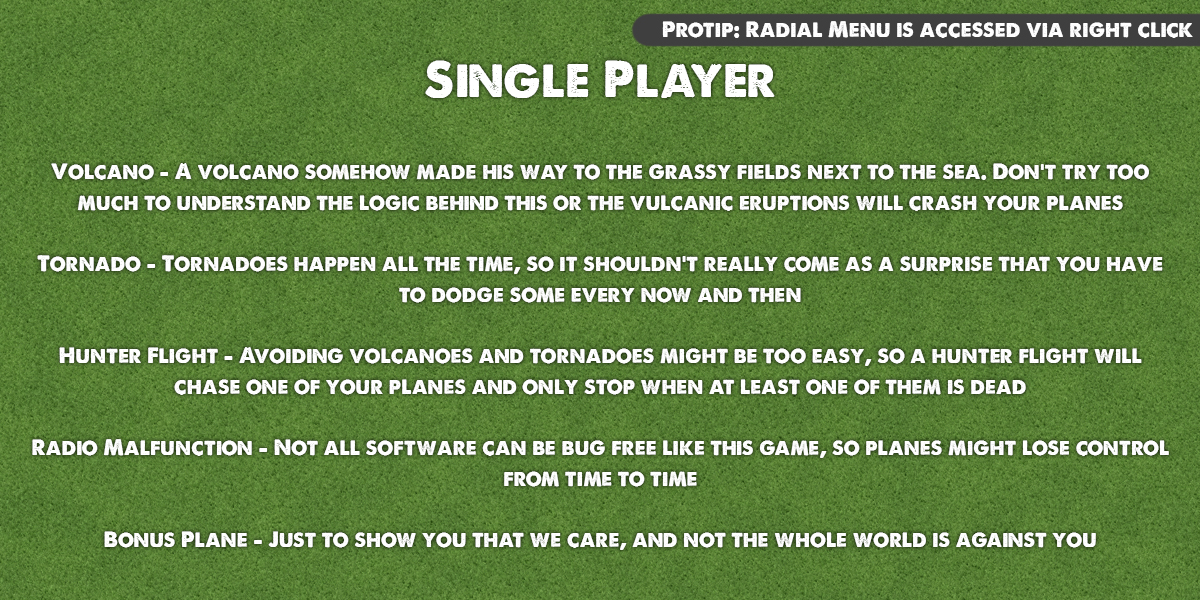 Protip: Radial Menu is accessed via right click
Single Player
Volcano - A volcano somehow made his way to the grassy fields next to the sea. Don't try too
much to understand the logic behind this or the vulcanic eruptions will crash your planes
Tornado - Tornadoes happen all the time, so it shouldn't really come as a surprise that you have
to dodge some every now and then
Hunter Flight - Avoiding volcanoes and tornadoes might be too easy, so a hunter flight will
chase one of your planes and only stop when at least one of them is dead
Radio Malfunction - Not all software can be bug free like this game, so planes might lose control
from time to time
Bonus Plane - Just to show you that we care, and not the whole world is against you